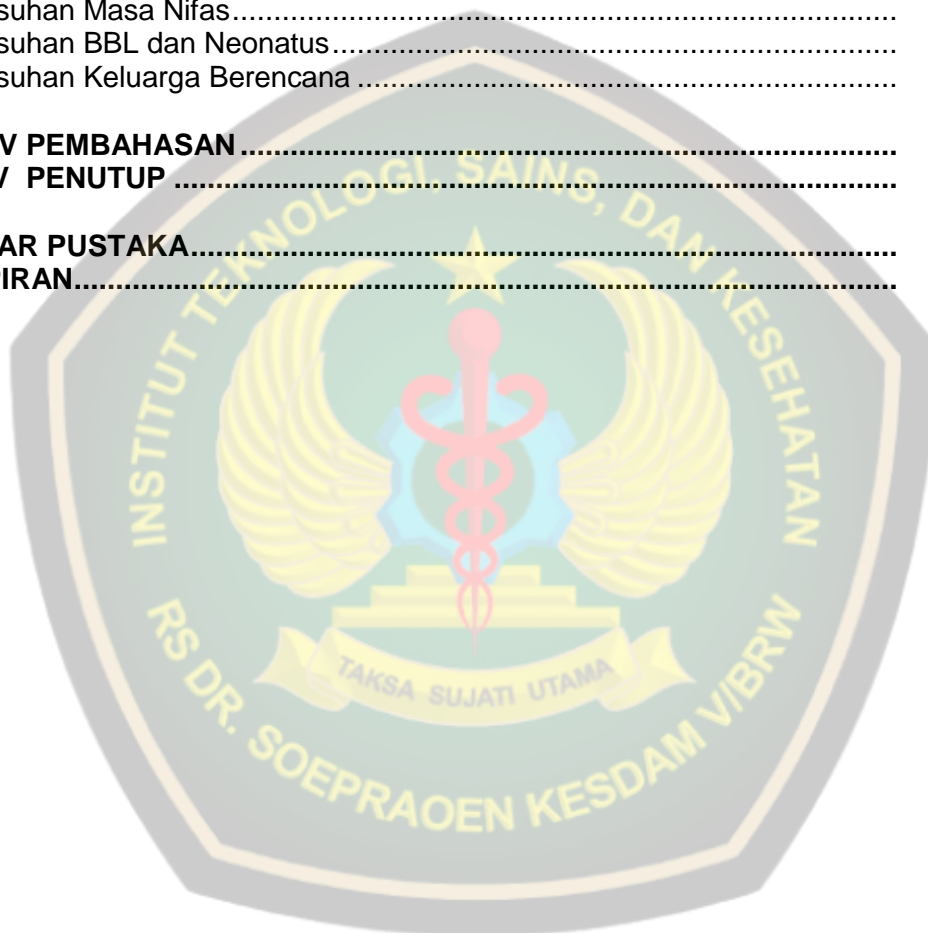 suhan Masa Nifas................................................................................
suhan BBL dan Neonatus....................................................................
suhan Keluarga Berencana .................................................................
V PEMBAHASAN................................................................................
V PENUTUP .......................................................................................
AR PUSTAKA.....................................................................................
PIRAN...................................................................................................
INSTITUT TEKNOLOGI, SAINS, DAN KESEHATAN
TAKSA SUJATI UTAMA
RS DR. SOEPRAOEN KESDAM V/BRW